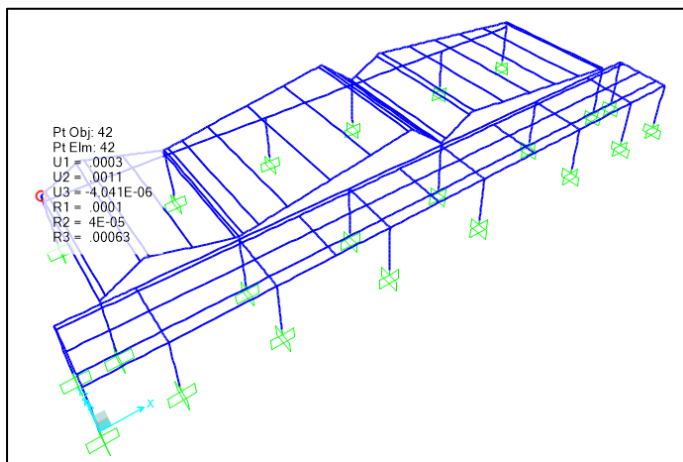 Pt Obj: 42
Pt Elm: 42
U1 = .0003
U2 = .0011
U3 = -4.041E-06
R1 = .0001
R2 = 4E-05
R3 = .00063
X